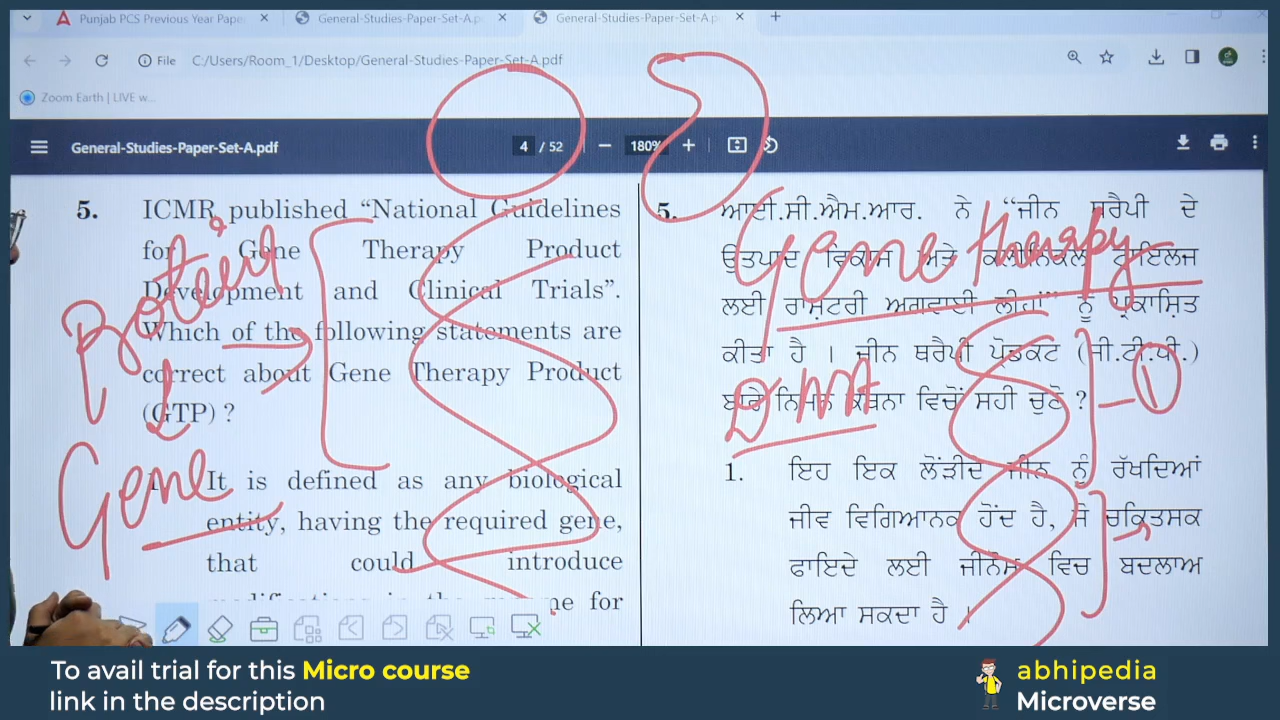 Punjab PCS Previous Year Pape
General-Studies-Paper-Set-A.p
General-Studies-Paper-Set-A.p
File C:/Users/Room_1/Desktop/General-Studies-Paper-Set-A.pdf
Zoom Earth | LIVE w...
General-Studies-Paper-Set-A.pdf
4 / 52
180%
5. ICMR published “National Guidelines
for Gene Therapy Product
Development and Clinical Trials”.
Which of the following statements are
correct about Gene Therapy Product
(GTP) ?
It is defined as any biological
entity, having the required gene,
that could introduce
for
Gene
5. ਆਈ.ਸੀ.ਐਮ.ਆਰ. ਨੇ “ਜੀਨ ਥਰੈਪੀ ਦੇ
ਉਤਪਾਦ ਵਿਕਾਸ ਅਤੇ ਕਲੀਨਿਕਲ ਟ੍ਰਾਇਲਜ
ਲਈ ਰਾਸ਼ਟਰੀ ਅਗਵਾਈ ਲੀਹਾਂ” ਨੂੰ ਪ੍ਰਕਾਸ਼ਿਤ
ਕੀਤਾ ਹੈ । ਜੀਨ ਥਰੈਪੀ ਪ੍ਰੋਡਕਟ (ਜੀ.ਟੀ.ਪੀ.)
ਬਾਰੇ ਵਿਚੋਂ ਸਹੀ ਚੁਣੋ ?
1. ਇਹ ਇਕ ਲੋਂੜੀਦੇ ਜੀਨ ਨੂੰ ਰੱਖਦਿਆਂ
ਜੀਵ ਵਿਗਿਆਨਕ ਹੋਂਦ ਹੈ, ਜੋ ਚਕਿਤਸਕ
ਫਾਇਦੇ ਲਈ ਜੀਨੋਮ ਵਿਚ ਬਦਲਾਅ
ਲਿਆ ਸਕਦਾ ਹੈ ।
Gene therapy
1
To avail trial for this Micro course
link in the description
abhipedia
Microverse